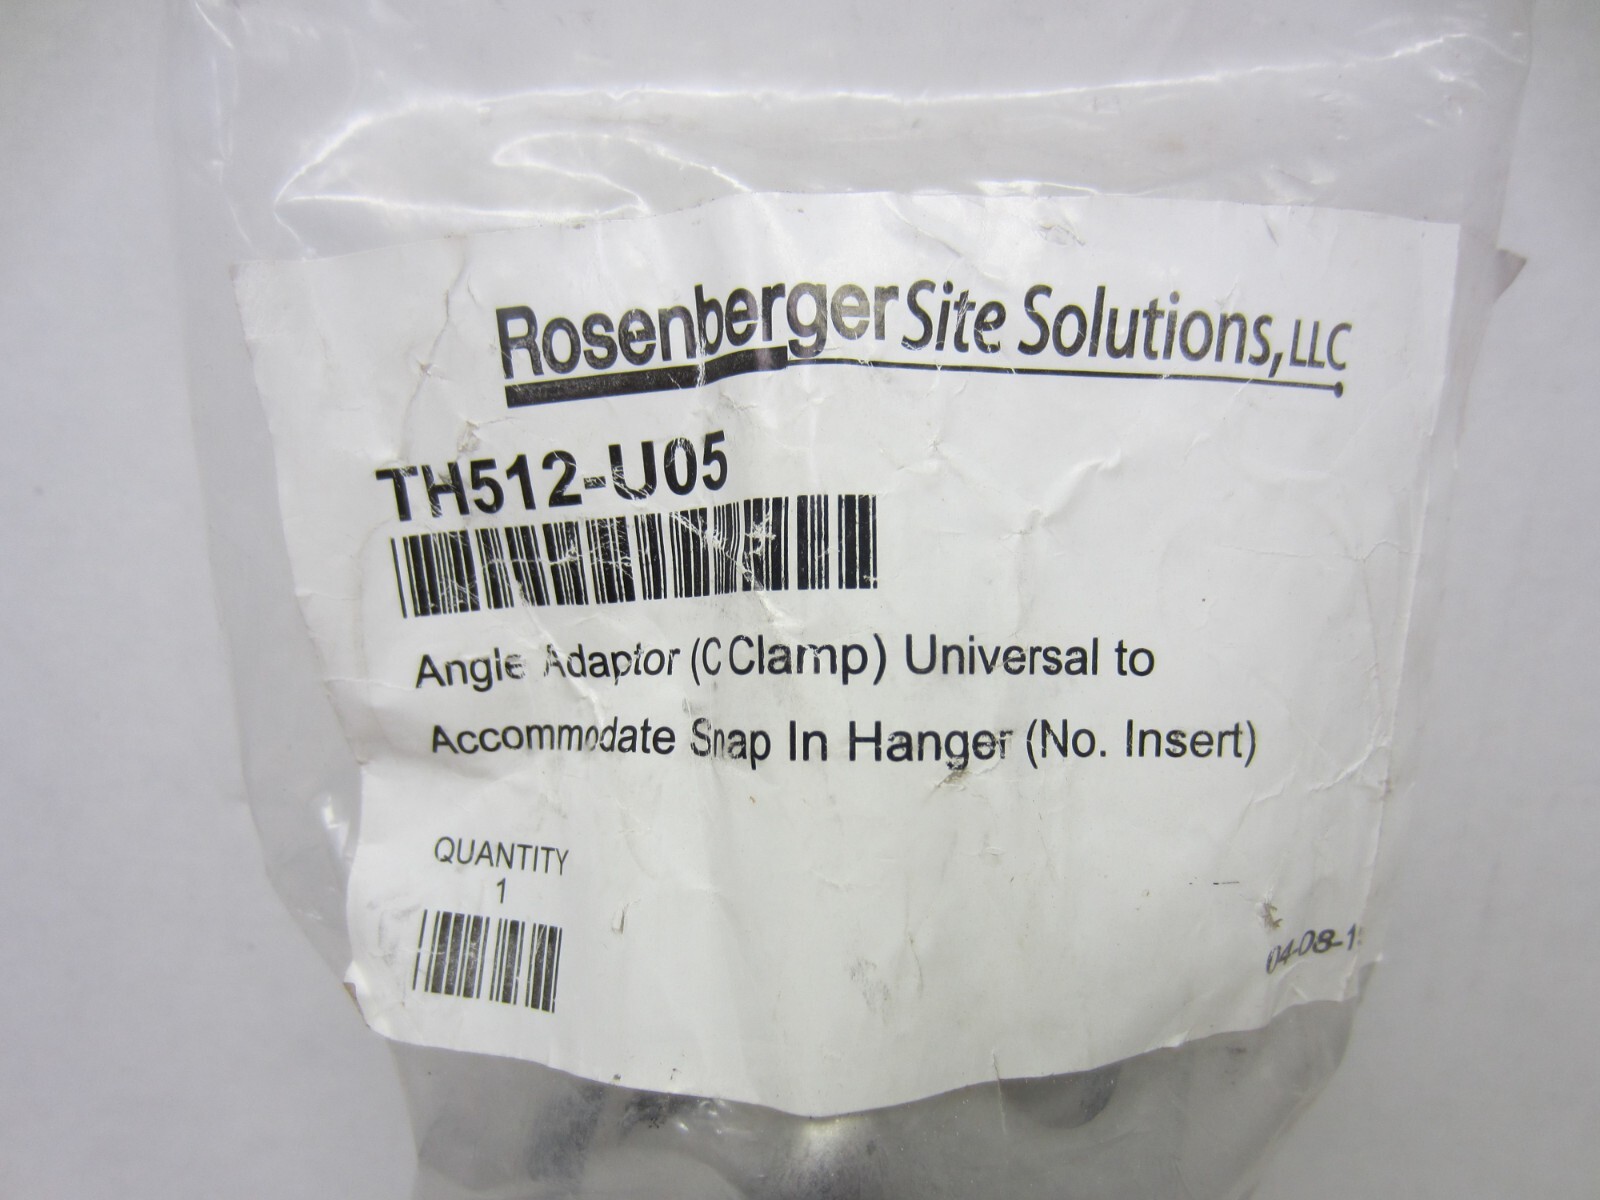 Rosenberger Site Solutions, LLC
TH512-U05
Angle Adaptor (C Clamp) Universal to
Accommodate Snap In Hanger (No. Insert)
QUANTITY
1